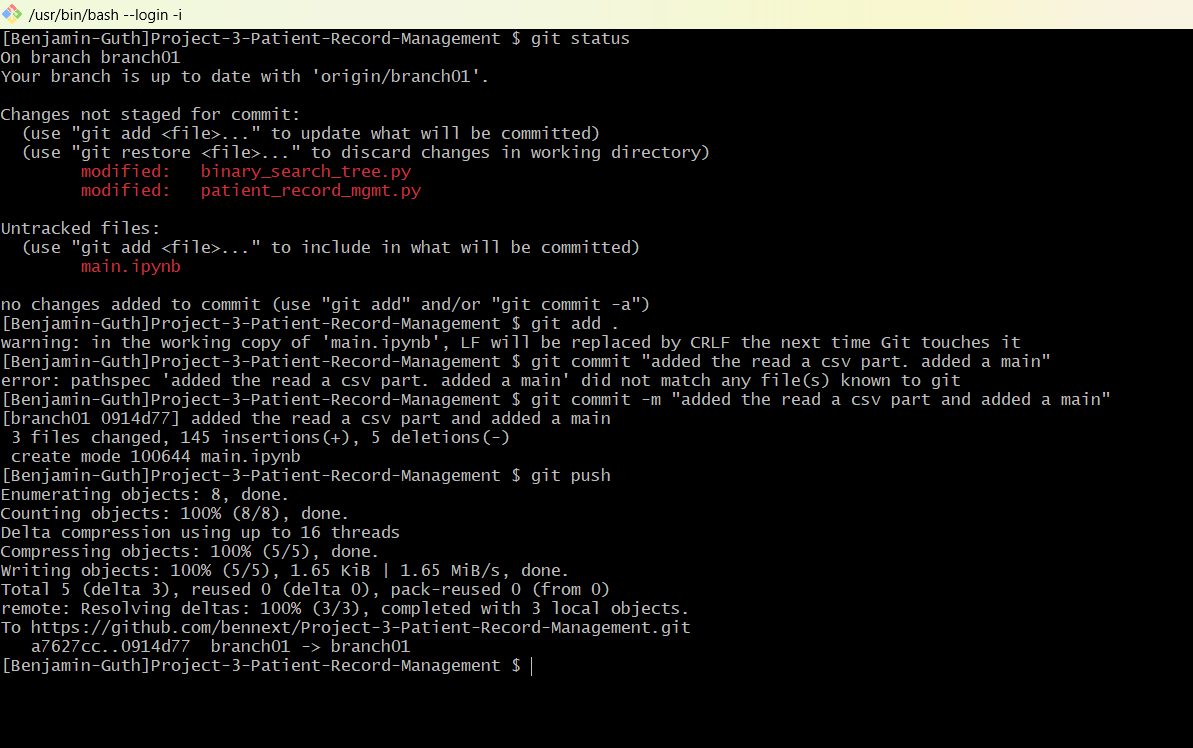 /usr/bin/bash --login -i
[Benjamin-Guth]Project-3-Patient-Record-Management $ git status
On branch branch01
Your branch is up to date with 'origin/branch01'.
Changes not staged for commit:
  (use "git add <file>..." to update what will be committed)
  (use "git restore <file>..." to discard changes in working directory)
        modified:   binary_search_tree.py
        modified:   patient_record_mgmt.py
Untracked files:
  (use "git add <file>..." to include in what will be committed)
        main.ipynb
no changes added to commit (use "git add" and/or "git commit -a")
[Benjamin-Guth]Project-3-Patient-Record-Management $ git add .
warning: in the working copy of 'main.ipynb', LF will be replaced by CRLF the next time Git touches it
[Benjamin-Guth]Project-3-Patient-Record-Management $ git commit "added the read a csv part. added a main"
error: pathspec 'added the read a csv part. added a main' did not match any file(s) known to git
[Benjamin-Guth]Project-3-Patient-Record-Management $ git commit -m "added the read a csv part and added a main"
[branch01 0914d77] added the read a csv part and added a main
 3 files changed, 145 insertions(+), 5 deletions(-)
 create mode 100644 main.ipynb
[Benjamin-Guth]Project-3-Patient-Record-Management $ git push
Enumerating objects: 8, done.
Counting objects: 100% (8/8), done.
Delta compression using up to 16 threads
Compressing objects: 100% (5/5), done.
Writing objects: 100% (5/5), 1.65 KiB | 1.65 MiB/s, done.
Total 5 (delta 3), reused 0 (delta 0), pack-reused 0 (from 0)
remote: Resolving deltas: 100% (3/3), completed with 3 local objects.
To https://github.com/bennext/Project-3-Patient-Record-Management.git
   a7627cc..0914d77  branch01 -> branch01
[Benjamin-Guth]Project-3-Patient-Record-Management $